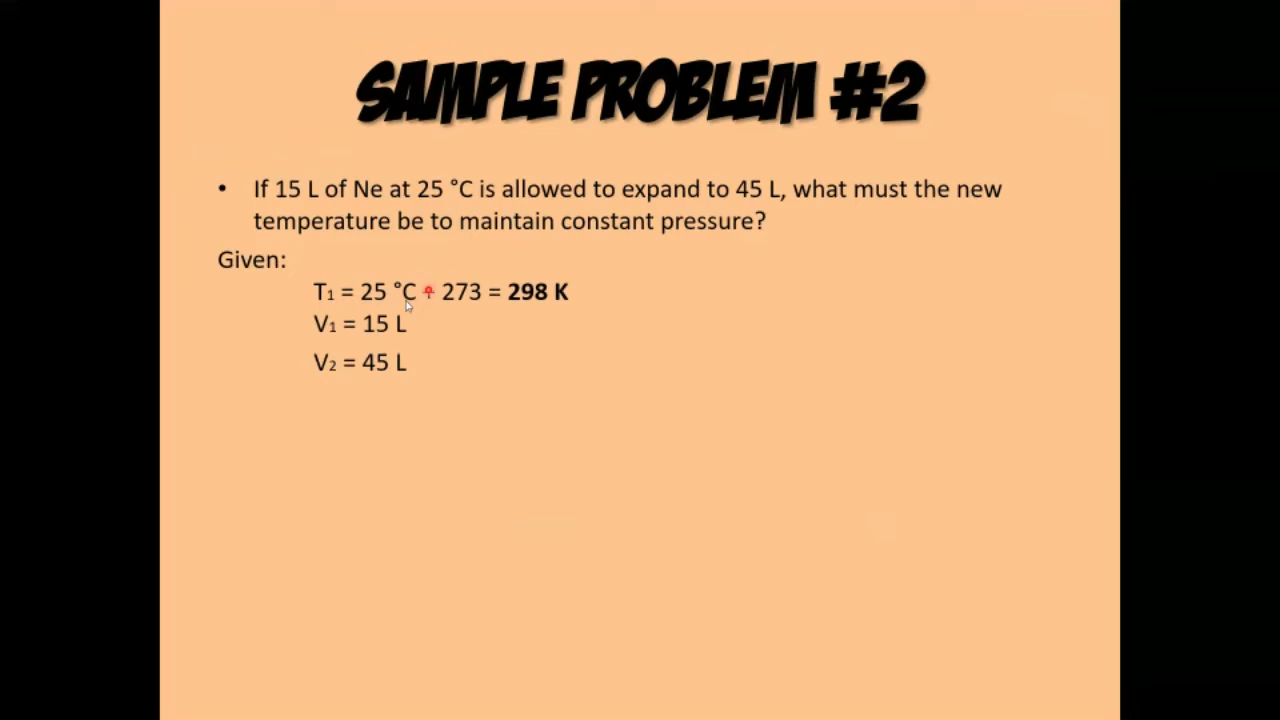 SAMPLE PROBLEM #2
• If 15 L of Ne at 25 °C is allowed to expand to 45 L, what must the new
temperature be to maintain constant pressure?
Given:
T₁ = 25 °C + 273 = 298 K
V₁ = 15 L
V₂ = 45 L